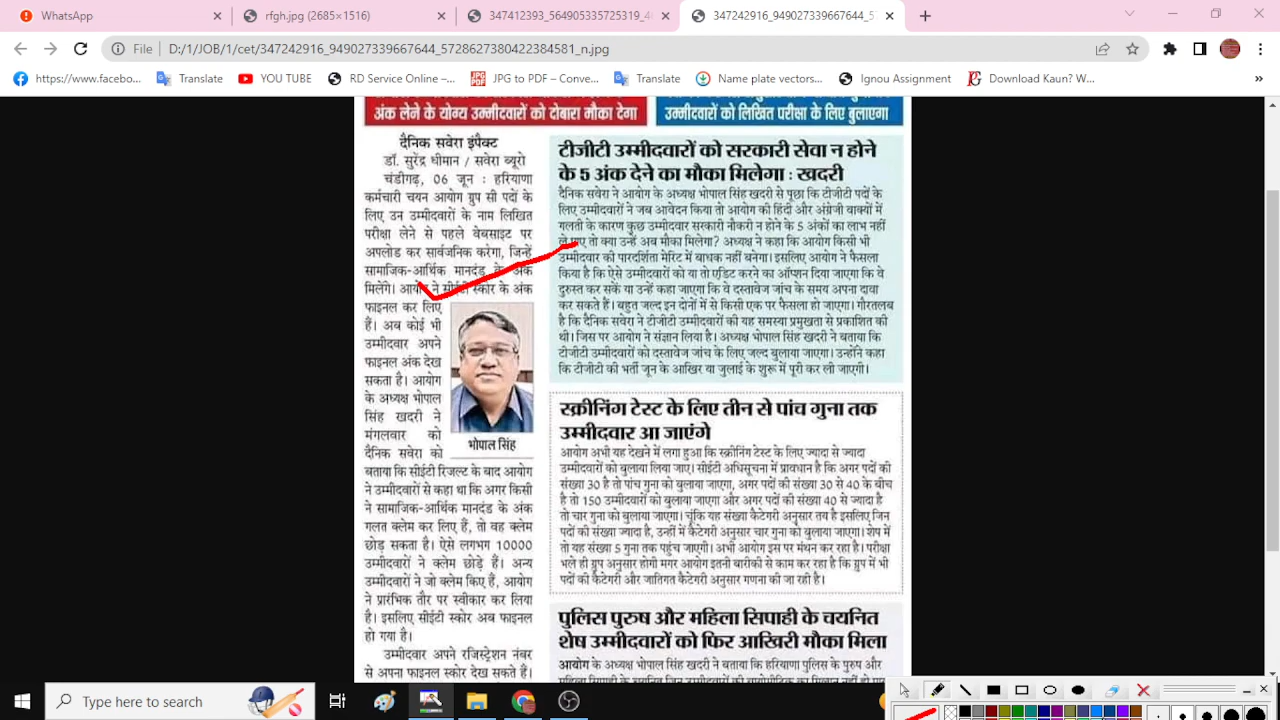 WhatsApp
rfgh.jpg (2685×1516)
347412393_564905335725319_4
347242916_949027339667644_57
File
D:/1/JOB/1/cet/347242916_949027339667644_5728627380422384581_n.jpg
https://www.facebo...
Translate
YOU TUBE
RD Service Online –...
JPG to PDF – Conve...
Translate
Name plate vectors...
Ignou Assignment
Download Kaun? W...
»
अंक लेने के योग्य उम्मीदवारों को दोबारा मौका देगा
उम्मीदवारों को लिखित परीक्षा के लिए बुलाएगा
दैनिक सवेरा इंपैक्ट
डॉ. सुरेंद्र धीमान / सवेरा ब्यूरो
चंडीगढ़, 06 जून : हरियाणा
कर्मचारी चयन आयोग ग्रुप सी पदों के
लिए उन उम्मीदवारों के नाम लिखित
परीक्षा लेने से पहले वेबसाइट पर
अपलोड कर सार्वजनिक करेगा, जिन्हें
सामाजिक-आर्थिक मानदंड के अंक
मिलेंगे। आयोग ने सीईटी स्कोर के अंक
फाइनल कर लिए
हैं। अब कोई भी
उम्मीदवार अपने
फाइनल अंक देख
सकता है। आयोग
के अध्यक्ष भोपाल
सिंह खदरी ने
मंगलवार को
दैनिक सवेरा को
भोपाल सिंह
बताया कि सीईटी रिजल्ट के बाद आयोग
ने उम्मीदवारों से कहा था कि अगर किसी
ने सामाजिक-आर्थिक मानदंड के अंक
गलत क्लेम कर लिए हैं, तो वह क्लेम
छोड़ सकता है। ऐसे लगभग 10000
उम्मीदवारों ने क्लेम छोड़े हैं। अन्य
उम्मीदवारों ने जो क्लेम किए हैं, आयोग
ने प्रारंभिक तौर पर स्वीकार कर लिया
है। इसलिए सीईटी स्कोर अब फाइनल
हो गया है।
उम्मीदवार अपने रजिस्ट्रेशन नंबर
से अपना फाइनल स्कोर देख सकते हैं।
टीजीटी उम्मीदवारों को सरकारी सेवा न होने
के 5 अंक देने का मौका मिलेगा : खदरी
दैनिक सवेरा ने आयोग के अध्यक्ष भोपाल सिंह खदरी से पूछा कि टीजीटी पदों के
लिए उम्मीदवारों ने जब आवेदन किया तो आयोग की हिंदी और अंग्रेजी वाक्यों में
गलती के कारण कुछ उम्मीदवार सरकारी नौकरी न होने के 5 अंकों का लाभ नहीं
ले पाए तो क्या उन्हें अब मौका मिलेगा? अध्यक्ष ने कहा कि आयोग किसी भी
उम्मीदवार को पारदर्शिता मेरिट में बाधक नहीं बनेगा। इसलिए आयोग ने फैसला
किया है कि ऐसे उम्मीदवारों को या तो एडिट करने का ऑप्शन दिया जाएगा कि वे
दुरुस्त कर सकें या उन्हें कहा जाएगा कि वे दस्तावेज जांच के समय अपना दावा
कर सकते हैं। बहुत जल्द इन दोनों में से किसी एक पर फैसला हो जाएगा। गौरतलब
है कि दैनिक सवेरा ने टीजीटी उम्मीदवारों की यह समस्या प्रमुखता से प्रकाशित की
थी। जिस पर आयोग ने संज्ञान लिया है। अध्यक्ष भोपाल सिंह खदरी ने बताया कि
टीजीटी उम्मीदवारों को दस्तावेज जांच के लिए जल्द बुलाया जाएगा। उन्होंने कहा
कि टीजीटी की भर्ती जून के आखिर या जुलाई के शुरू में पूरी कर ली जाएगी।
स्क्रीनिंग टेस्ट के लिए तीन से पांच गुना तक
उम्मीदवार आ जाएंगे
आयोग अभी यह देखने में लगा हुआ कि स्क्रीनिंग टेस्ट के लिए ज्यादा से ज्यादा
उम्मीदवारों को बुलाया लिया जाए। सीईटी अधिसूचना में प्रावधान है कि अगर पदों की
संख्या 30 है तो पांच गुना को बुलाया जाएगा, अगर पदों की संख्या 30 से 40 के बीच
है तो 150 उम्मीदवारों को बुलाया जाएगा और अगर पदों की संख्या 40 से ज्यादा है
तो चार गुना को बुलाया जाएगा। चूंकि यह संख्या कैटेगरी अनुसार तय है इसलिए जिन
पदों की संख्या ज्यादा है, उन्हीं में कैटेगरी अनुसार चार गुना को बुलाया जाएगा। शेष में
तो यह संख्या 5 गुना तक पहुंच जाएगी। अभी आयोग इस पर मंथन कर रहा है। परीक्षा
भले ही ग्रुप अनुसार होगी मगर आयोग इतनी बारीकी से काम कर रहा है कि ग्रुप में भी
पदों की कैटेगरी और जातिगत कैटेगरी अनुसार गणना की जा रही है।
पुलिस पुरुष और महिला सिपाही के चयनित
शेष उम्मीदवारों को फिर आखिरी मौका मिला
आयोग के अध्यक्ष भोपाल सिंह खदरी ने बताया कि हरियाणा पुलिस के पुरुष और
Type here to search